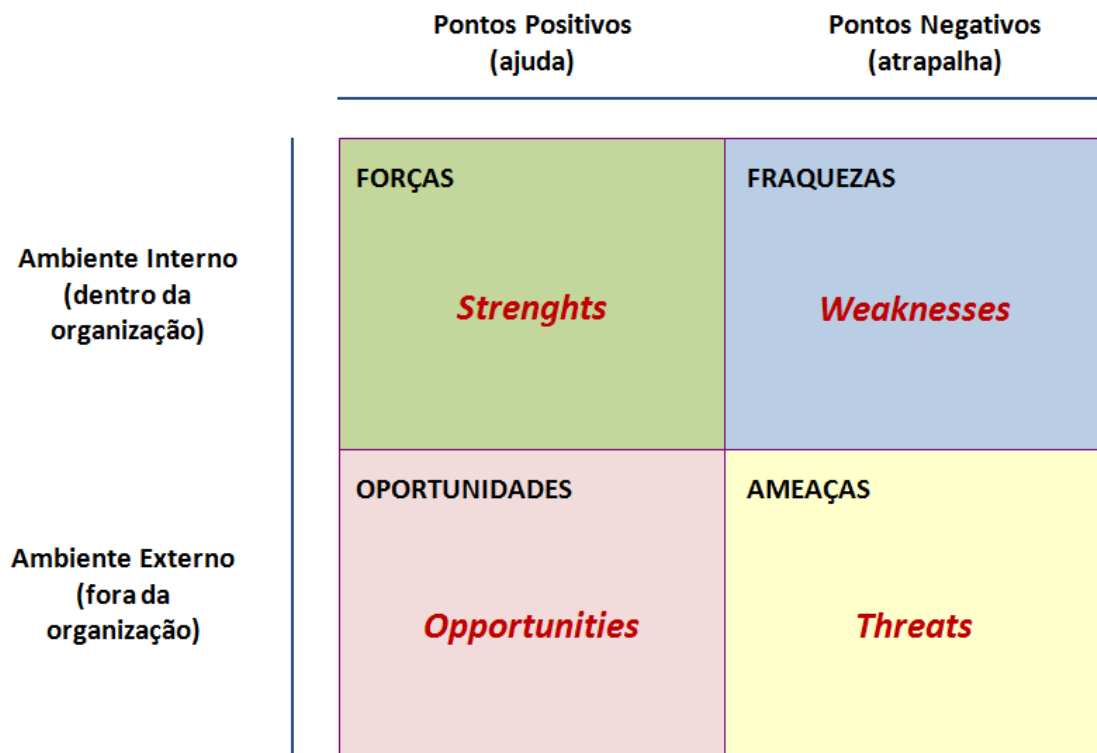 Pontos Positivos
(ajuda)
Pontos Negativos
(atrapalha)
Ambiente Interno
(dentro da
organização)
FORÇAS
Strenghts
FRAQUEZAS
Weaknesses
Ambiente Externo
(fora da
organização)
OPORTUNIDADES
Opportunities
AMEAÇAS
Threats